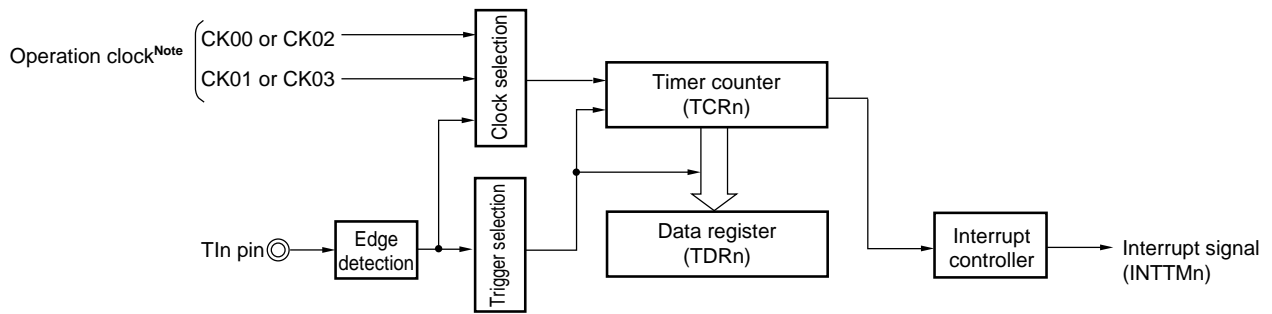 Operation clockNote
CK00 or CK02
CK01 or CK03
Clock selection
Timer counter
(TCRn)
TIn pin
Edge
detection
Trigger selection
Data register
(TDRn)
Interrupt
controller
Interrupt signal
(INTTMn)